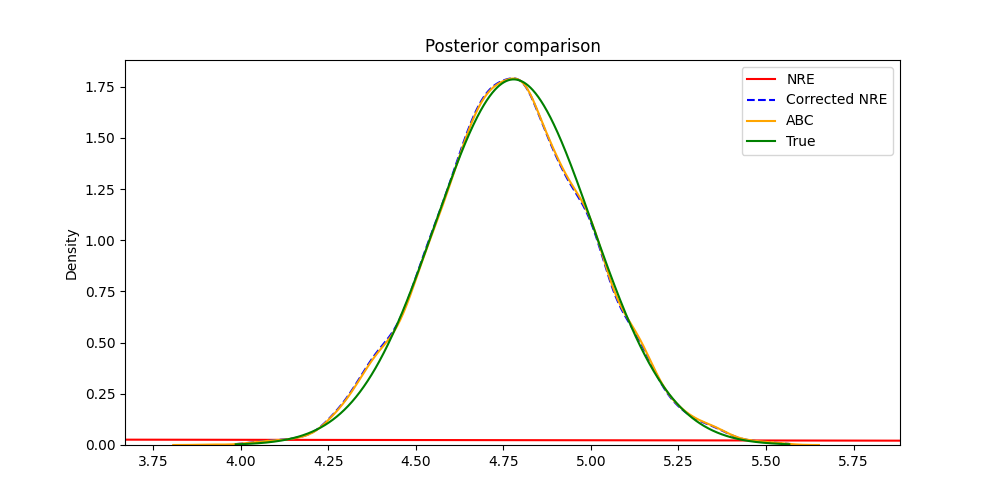 Posterior comparison
NRE
Corrected NRE
ABC
True
Density
1.75
1.50
1.25
1.00
0.75
0.50
0.25
0.00
3.75 4.00 4.25 4.50 4.75 5.00 5.25 5.50 5.75